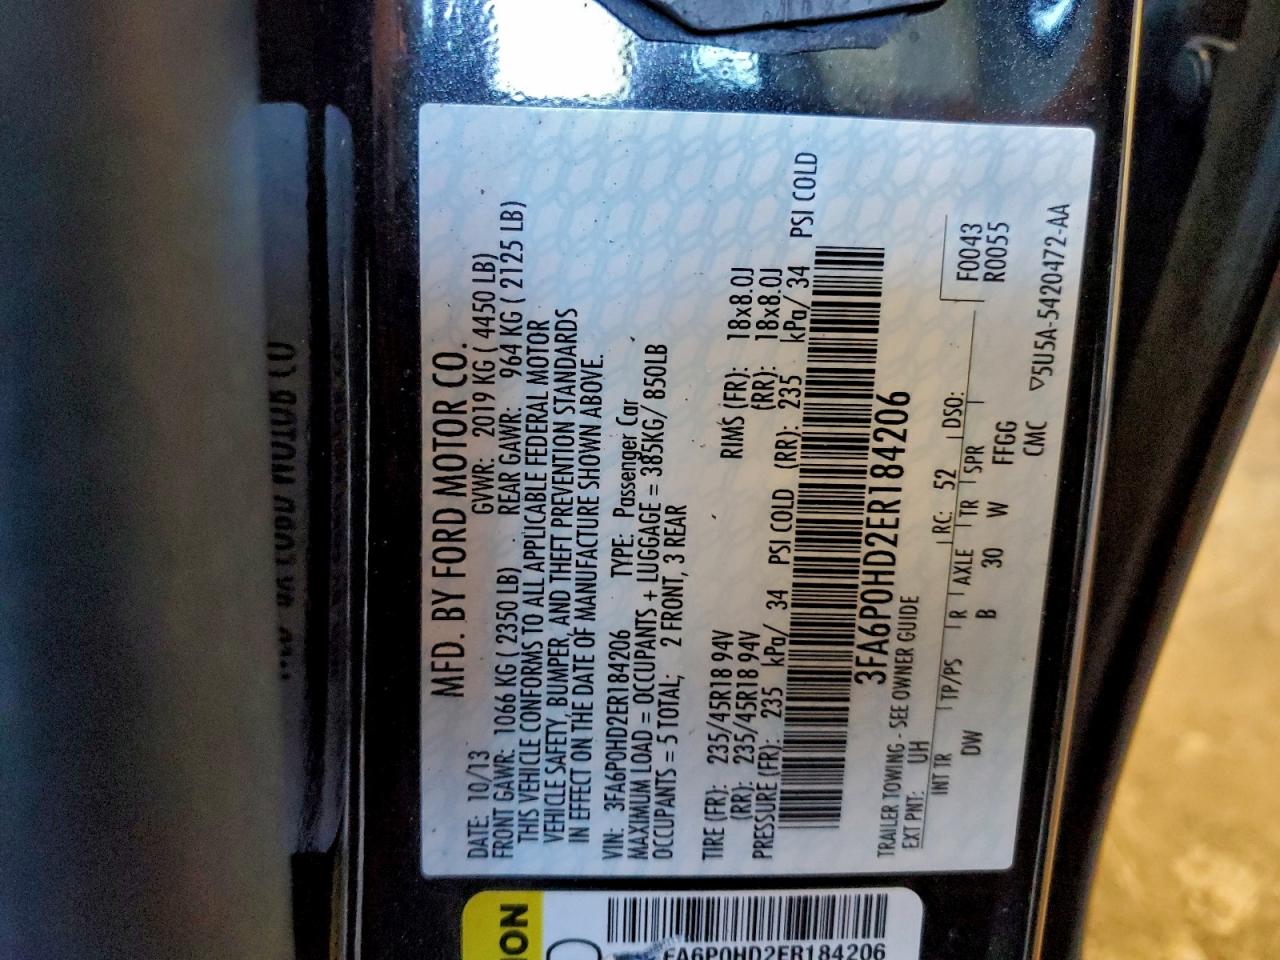 MFD. BY FORD MOTOR CO.
DATE: 10/13 GVWR: 2019 KG ( 4450 LB)
FRONT GAWR: 1066 KG ( 2350 LB) REAR GAWR: 964 KG ( 2125 LB)
THIS VEHICLE CONFORMS TO ALL APPLICABLE FEDERAL MOTOR
VEHICLE SAFETY, BUMPER, AND THEFT PREVENTION STANDARDS
IN EFFECT ON THE DATE OF MANUFACTURE SHOWN ABOVE.
VIN: 3FA6P0HD2ER184206 TYPE: Passenger Car
MAXIMUM LOAD = OCCUPANTS + LUGGAGE = 385KG/ 850LB
OCCUPANTS = 5 TOTAL; 2 FRONT, 3 REAR
TIRE (FR): 235/45R18 94V RIMS (FR): 18x8.0J
(RR): 235/45R18 94V (RR): 18x8.0J
PRESSURE (FR): 235 kPa/ 34 PSI COLD (RR): 235 kPa/ 34 PSI COLD
3FA6P0HD2ER184206
TRAILER TOWING - SEE OWNER GUIDE
EXT PNT: UH RC: 52 DSO:
INT TR TP/PS R AXLE TR SPR
DW B 30 W FFGG
F0043
R0055
CMC ▽5U5A-5420472-AA
ION
FA6P0HD2ER184206